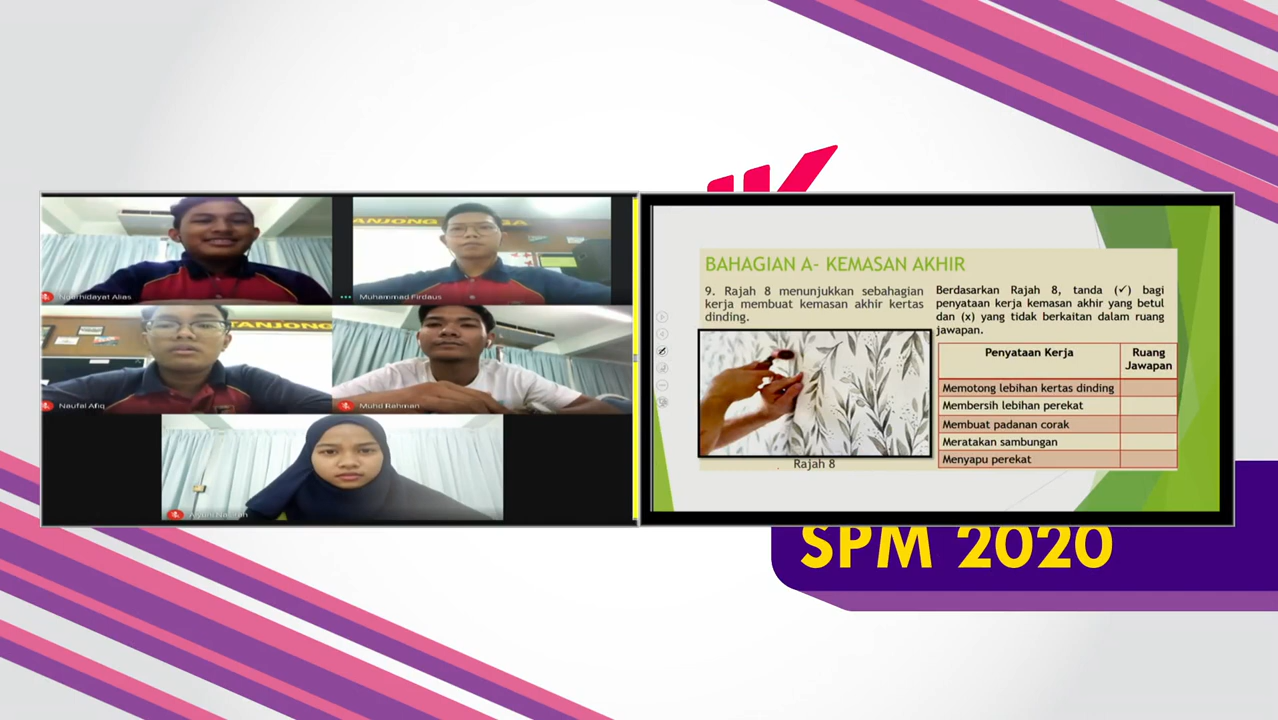 TANJONG
GA
Ngarhidayat Alias
Muhammad Firdaus
TANJONG
Naufal Afiq
Muhd Rahman
BAHAGIAN A- KEMASAN AKHIR
9. Rajah 8 menunjukkan sebahagian
kerja membuat kemasan akhir kertas
dinding.
Rajah 8
Berdasarkan Rajah 8, tanda (✓) bagi
penyataan kerja kemasan akhir yang betul
dan (x) yang tidak berkaitan dalam ruang
jawapan.
Penyataan Kerja
Ruang
Jawapan
Memotong lebihan kertas dinding
Membersih lebihan perekat
Membuat padanan corak
Meratakan sambungan
Menyapu perekat
SPM 2020